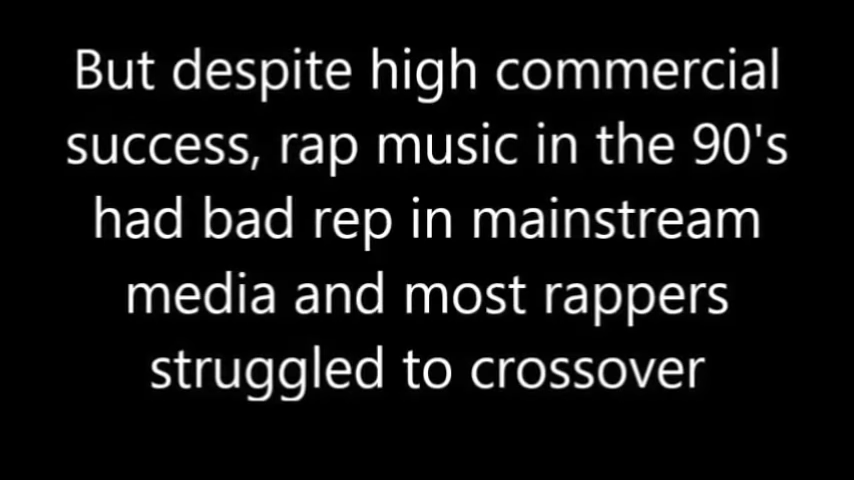 But despite high commercial
success, rap music in the 90's
had bad rep in mainstream
media and most rappers
struggled to crossover